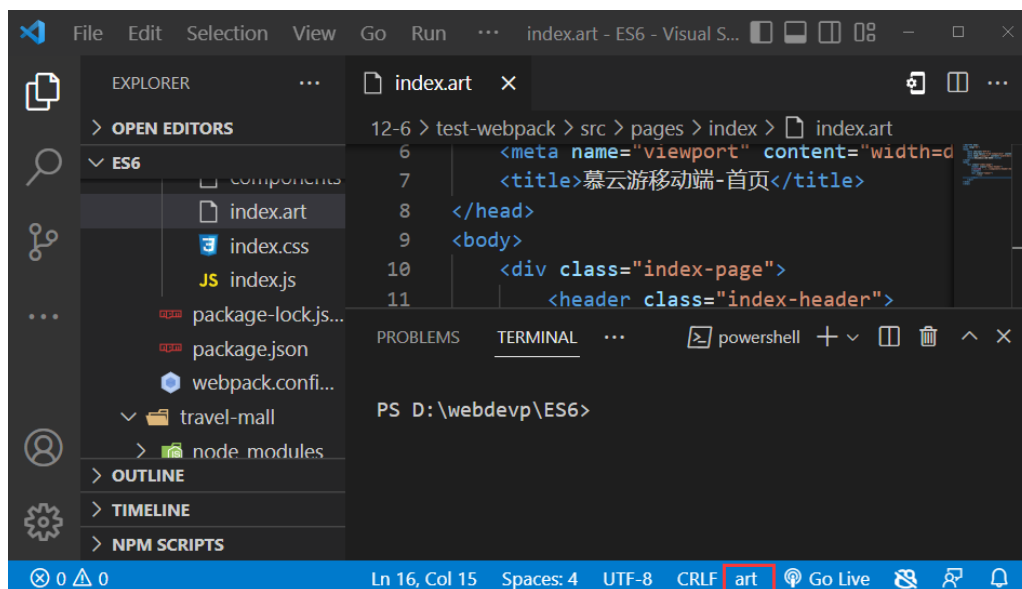 File Edit Selection View Go Run ··· index.art - ES6 - Visual S...
EXPLORER ···
index.art
OPEN EDITORS
12-6 > test-webpack > src > pages > index > index.art
ES6
components
index.art
index.css
JS index.js
package-lock.js...
package.json
webpack.confi...
travel-mall
node_modules
OUTLINE
TIMELINE
NPM SCRIPTS
6 <meta name="viewport" content="width=d
7 <title>慕云游移动端-首页</title>
8 </head>
9 <body>
10 <div class="index-page">
11 <header class="index-header">
PROBLEMS TERMINAL ··· powershell
PS D:\webdevp\ES6>
0 0 Ln 16, Col 15 Spaces: 4 UTF-8 CRLF art Go Live